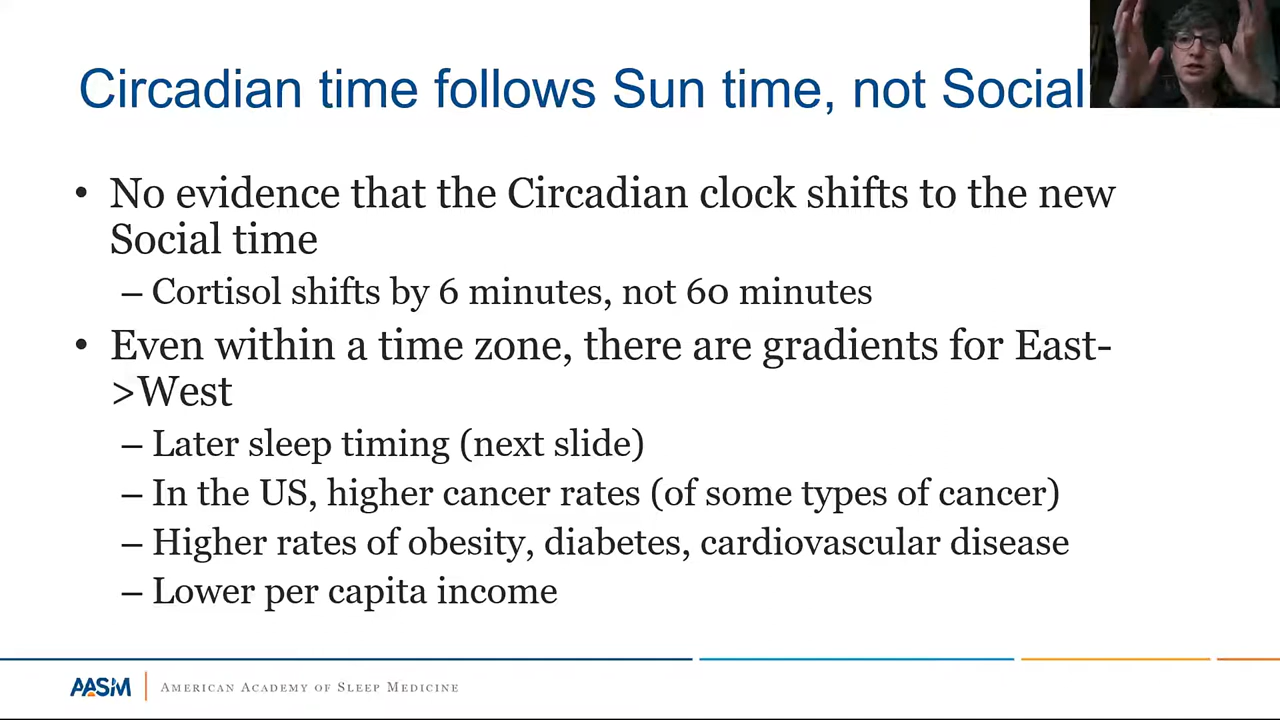 Circadian time follows Sun time, not Social
• No evidence that the Circadian clock shifts to the new
Social time
– Cortisol shifts by 6 minutes, not 60 minutes
• Even within a time zone, there are gradients for East-
>West
– Later sleep timing (next slide)
– In the US, higher cancer rates (of some types of cancer)
– Higher rates of obesity, diabetes, cardiovascular disease
– Lower per capita income
AASM
AMERICAN ACADEMY OF SLEEP MEDICINE